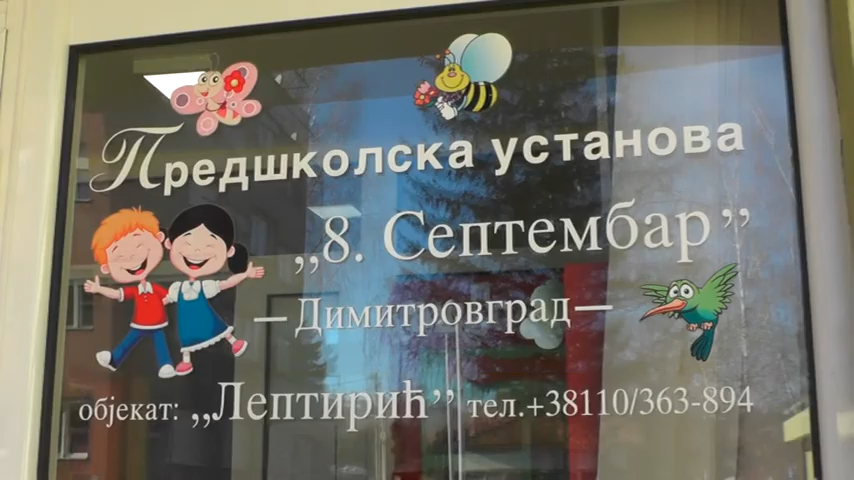 Предшколска установа
„8. Септембар”
—Димитровград—
објекат: „Лептирић” тел.+38110/363-894